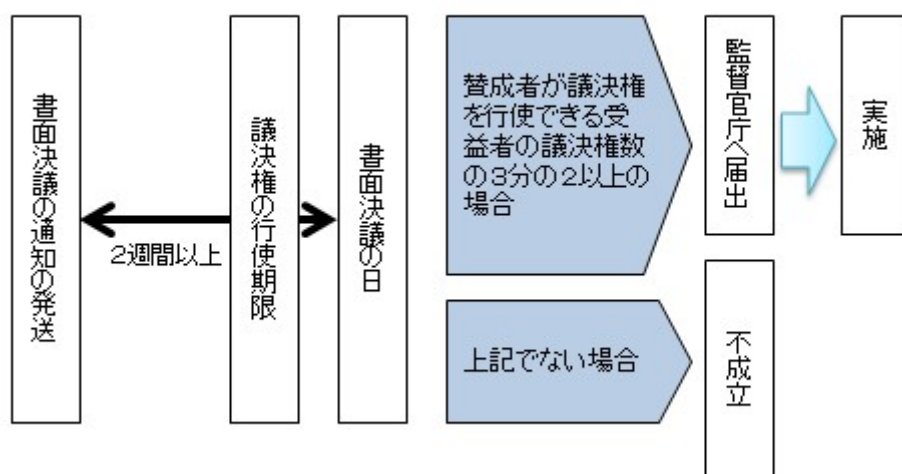 書面決議の通知の発送
2週間以上
議決権の行使期限
書面決議の日
賛成者が議決権
を行使できる受
益者の議決権数
の3分の2以上の
場合
監督官庁へ届出
実施
上記でない場合
不成立